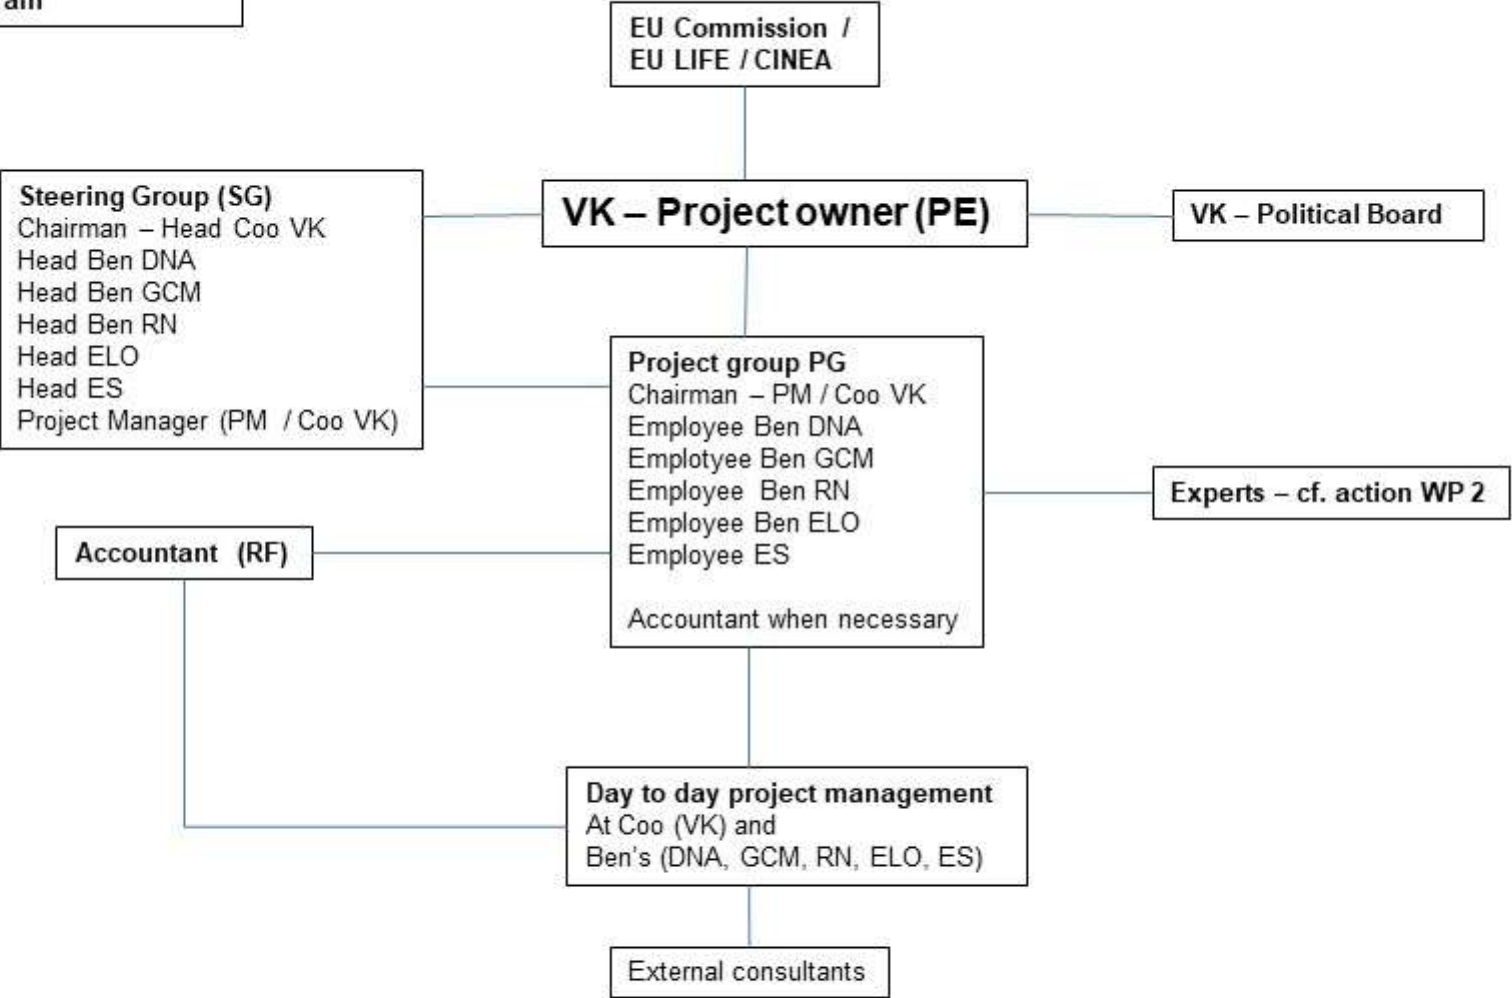 EU Commission /
EU LIFE / CINEA
Steering Group (SG)
Chairman – Head Coo VK
Head Ben DNA
Head Ben GCM
Head Ben RN
Head ELO
Head ES
Project Manager (PM / Coo VK)
VK – Project owner (PE)
VK – Political Board
Project group PG
Chairman – PM / Coo VK
Employee Ben DNA
Emplotyee Ben GCM
Employee Ben RN
Employee Ben ELO
Employee ES
Accountant when necessary
Experts – cf. action WP 2
Accountant (RF)
Day to day project management
At Coo (VK) and
Ben's (DNA, GCM, RN, ELO, ES)
External consultants